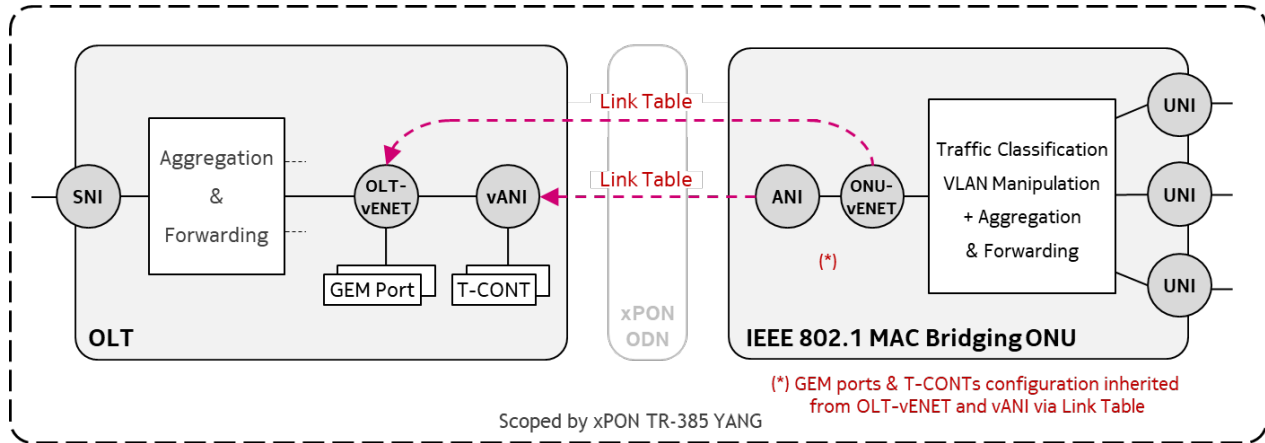 Link Table
Link Table
SNI
Aggregation
&
Forwarding
OLT-
vENET
vANI
GEM Port
T-CONT
OLT
xPON
ODN
ANI
ONU-
vENET
(*)
Traffic Classification
VLAN Manipulation
+ Aggregation
& Forwarding
UNI
UNI
UNI
IEEE 802.1 MAC Bridging ONU
(*) GEM ports & T-CONTs configuration inherited
from OLT-vENET and vANI via Link Table
Scoped by xPON TR-385 YANG